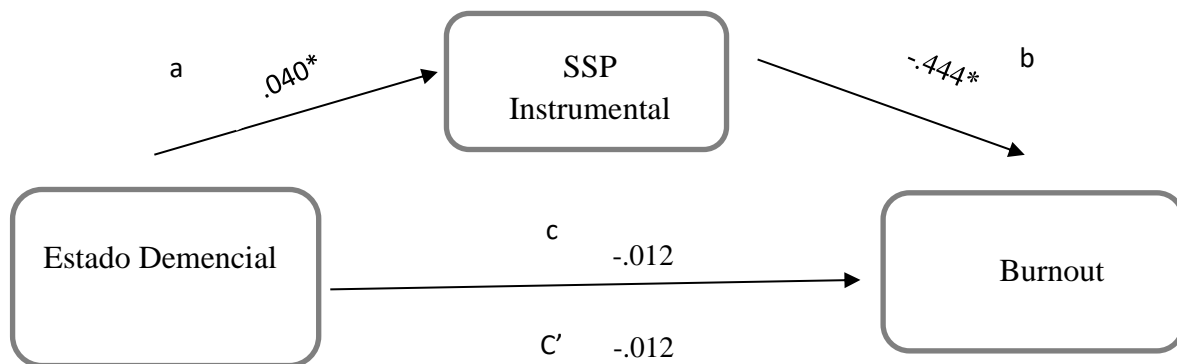 a
.040*
SSP
Instrumental
-.444*
b
Estado Demencial
c
-.012
Burnout
C’
-.012